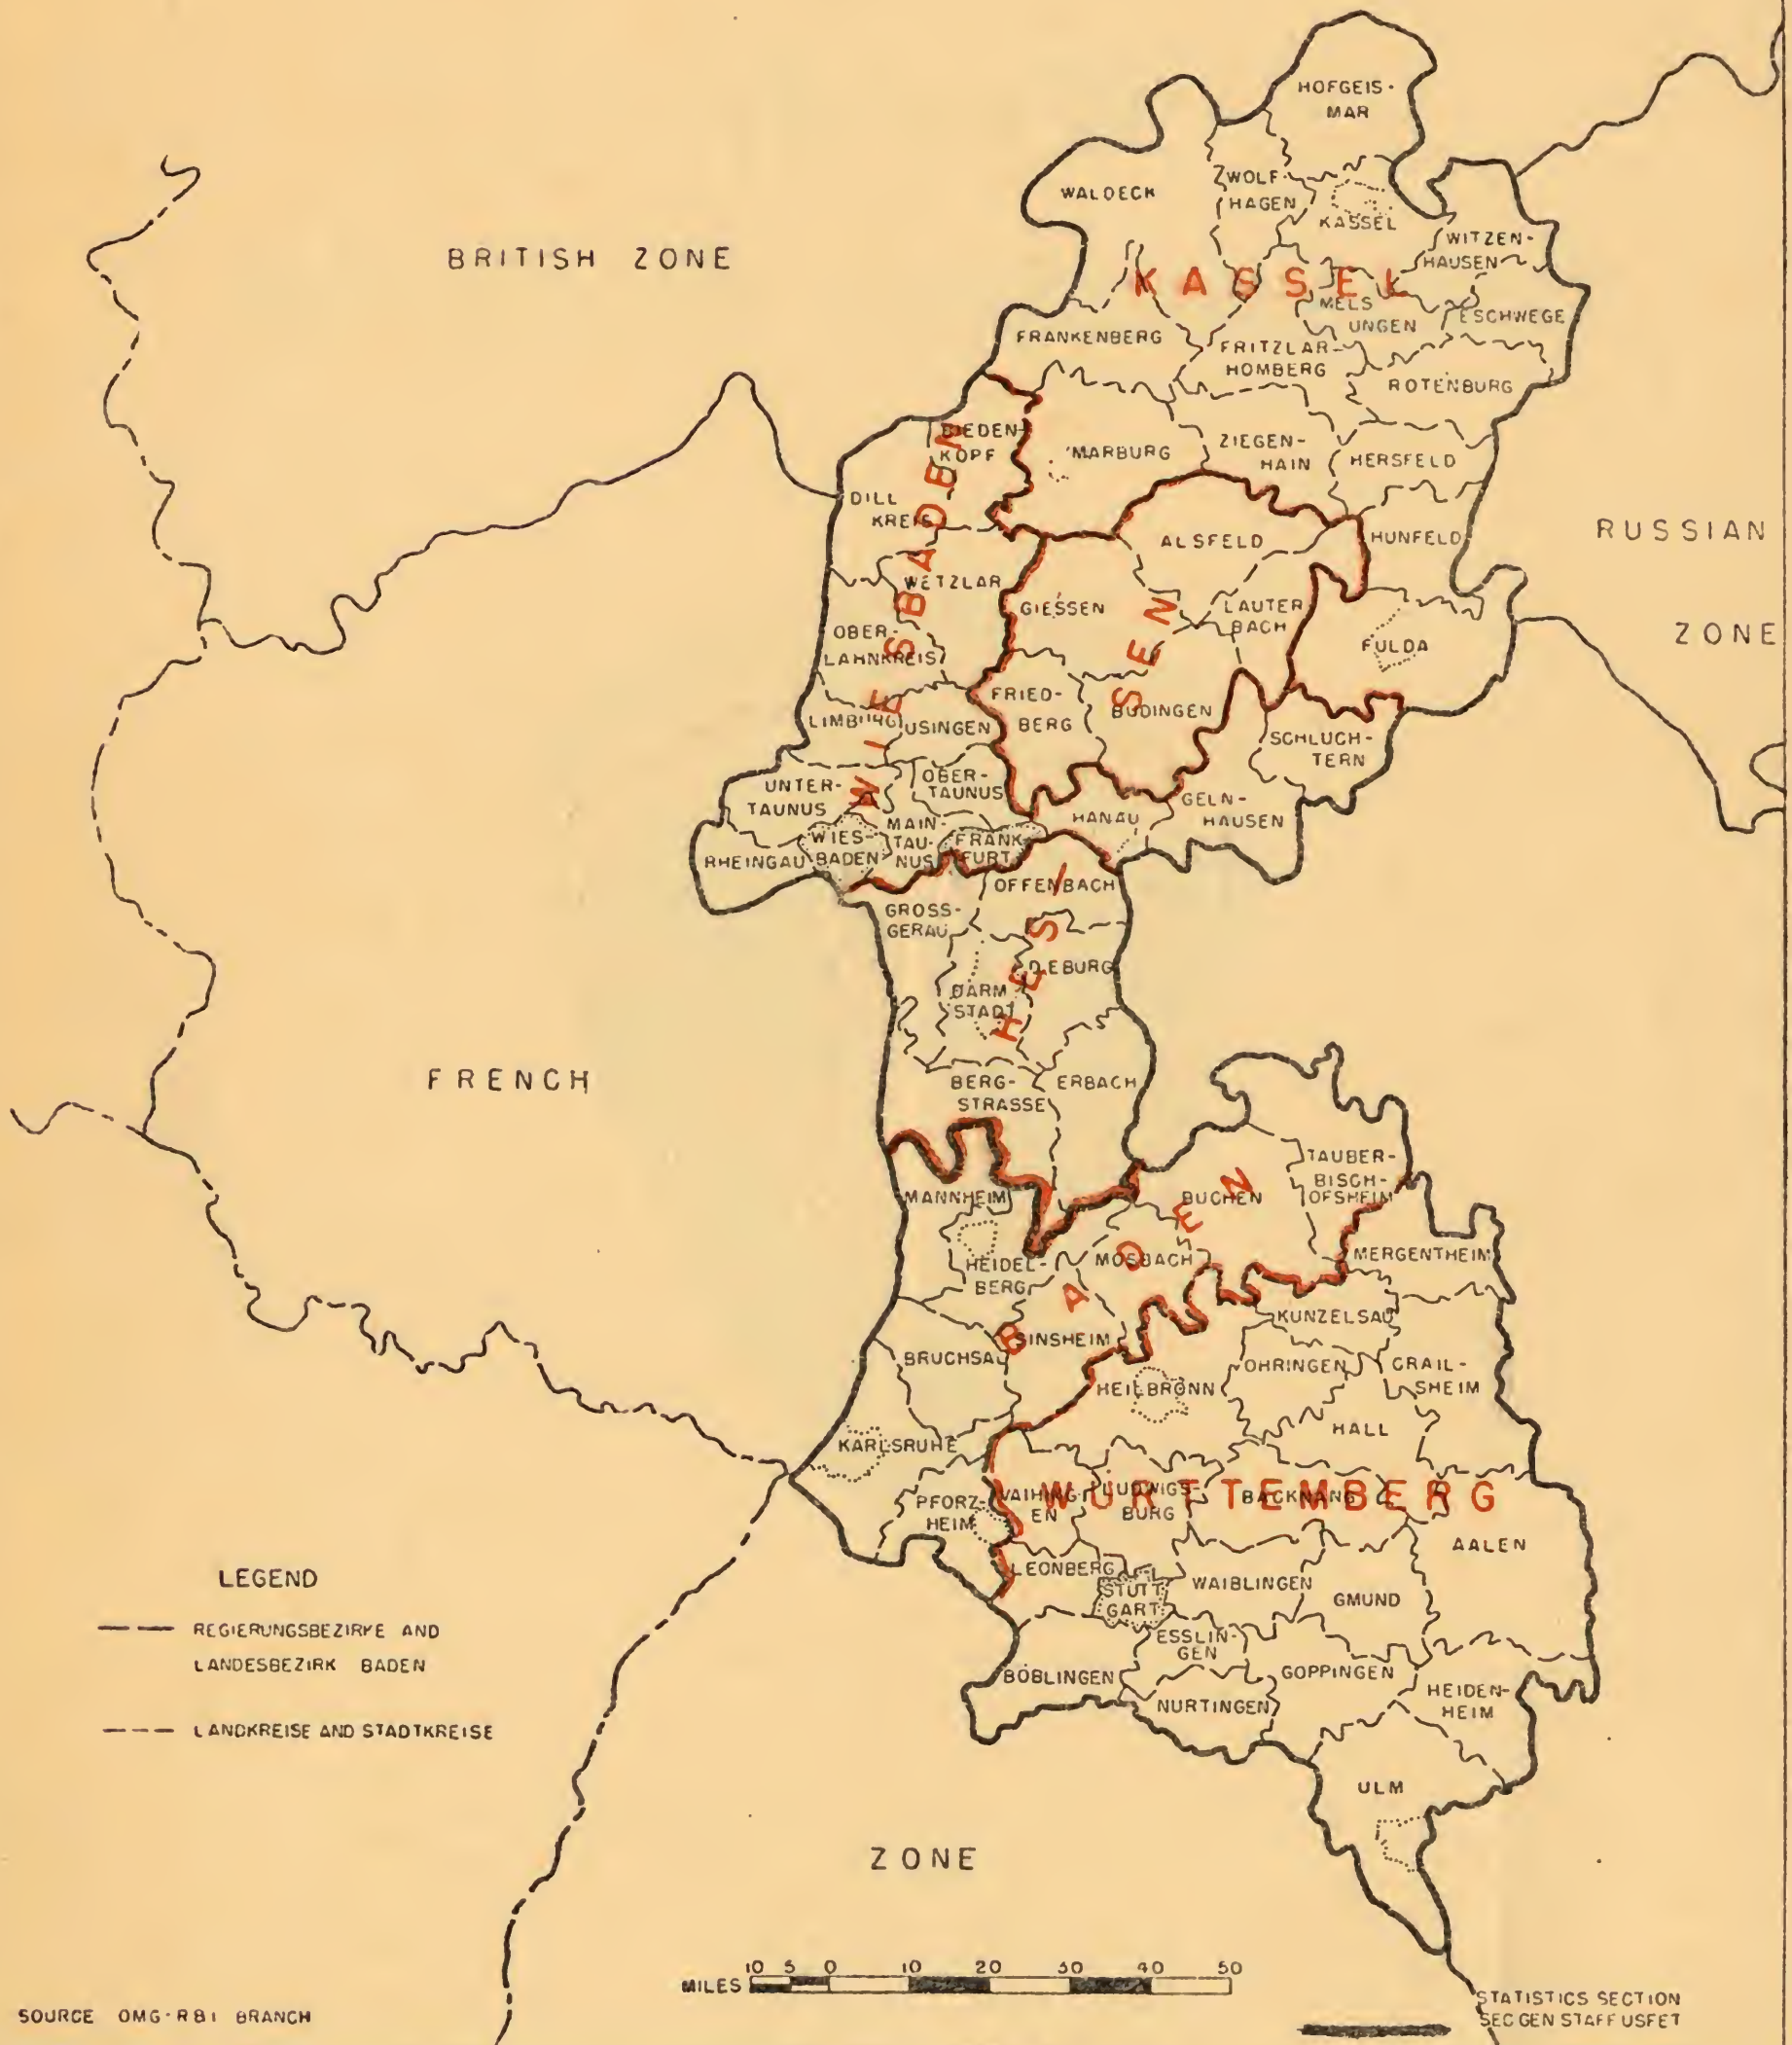 HOFGEIS-
MAR
WALDECK
WOLF-
HAGEN
KASSEL
WITZEN-
HAUSEN
BRITISH ZONE
KASSEL
MELS
UNGEN
ESCHWEGE
FRANKENBERG
FRITZLAR-
HOMBERG
ROTENBURG
BIEDEN-
KOPF
MARBURG
ZIEGEN-
HAIN
HERSFELD
DILL
KREIS
WIESBADEN
ALSFELD
HUNFELD
RUSSIAN
ZONE
WETZLAR
GIESSEN
LAUTER
BACH
FULDA
OBER-
LAHNKREIS
LIMBURG
USINGEN
FRIED-
BERG
BUDINGEN
SCHLUCH-
TERN
UNTER-
TAUNUS
OBER-
TAUNUS
HANAU
GELN-
HAUSEN
RHEINGAU
WIES-
BADEN
MAIN-
TAU-
NUS
FRANK
FURT
OFFENBACH
HESSEN
GROSS-
GERAU
DIEBURG
DARM
STADT
FRENCH
BERG-
STRASSE
ERBACH
TAUBER-
BISCH-
OFSHEIM
MANNHEIM
BUCHEN
HEIDEL-
BERG
MOSBACH
MERGENTHEIM
BADEN
KUNZELSAU
SINSHEIM
BRUCHSAL
HEILBRONN
OHRINGEN
CRAIL-
SHEIM
HALL
KARLSRUHE
PFORZ-
HEIM
VAIHING
EN
LUDWIGS-
BURG
BACKNANG
WURTTEMBERG
AALEN
LEONBERG
STUTT
GART
WAIBLINGEN
GMUND
ESSLIN-
GEN
BÖBLINGEN
NURTINGEN
GOPPINGEN
HEIDEN-
HEIM
ULM
LEGEND
REGIERUNGSBEZIRKE AND
LANDESBEZIRK BADEN
LANDKREISE AND STADTKREISE
ZONE
MILES 10 5 0 10 20 30 40 50
SOURCE OMG-RBI BRANCH
STATISTICS SECTION
SEC GEN STAFF USFET